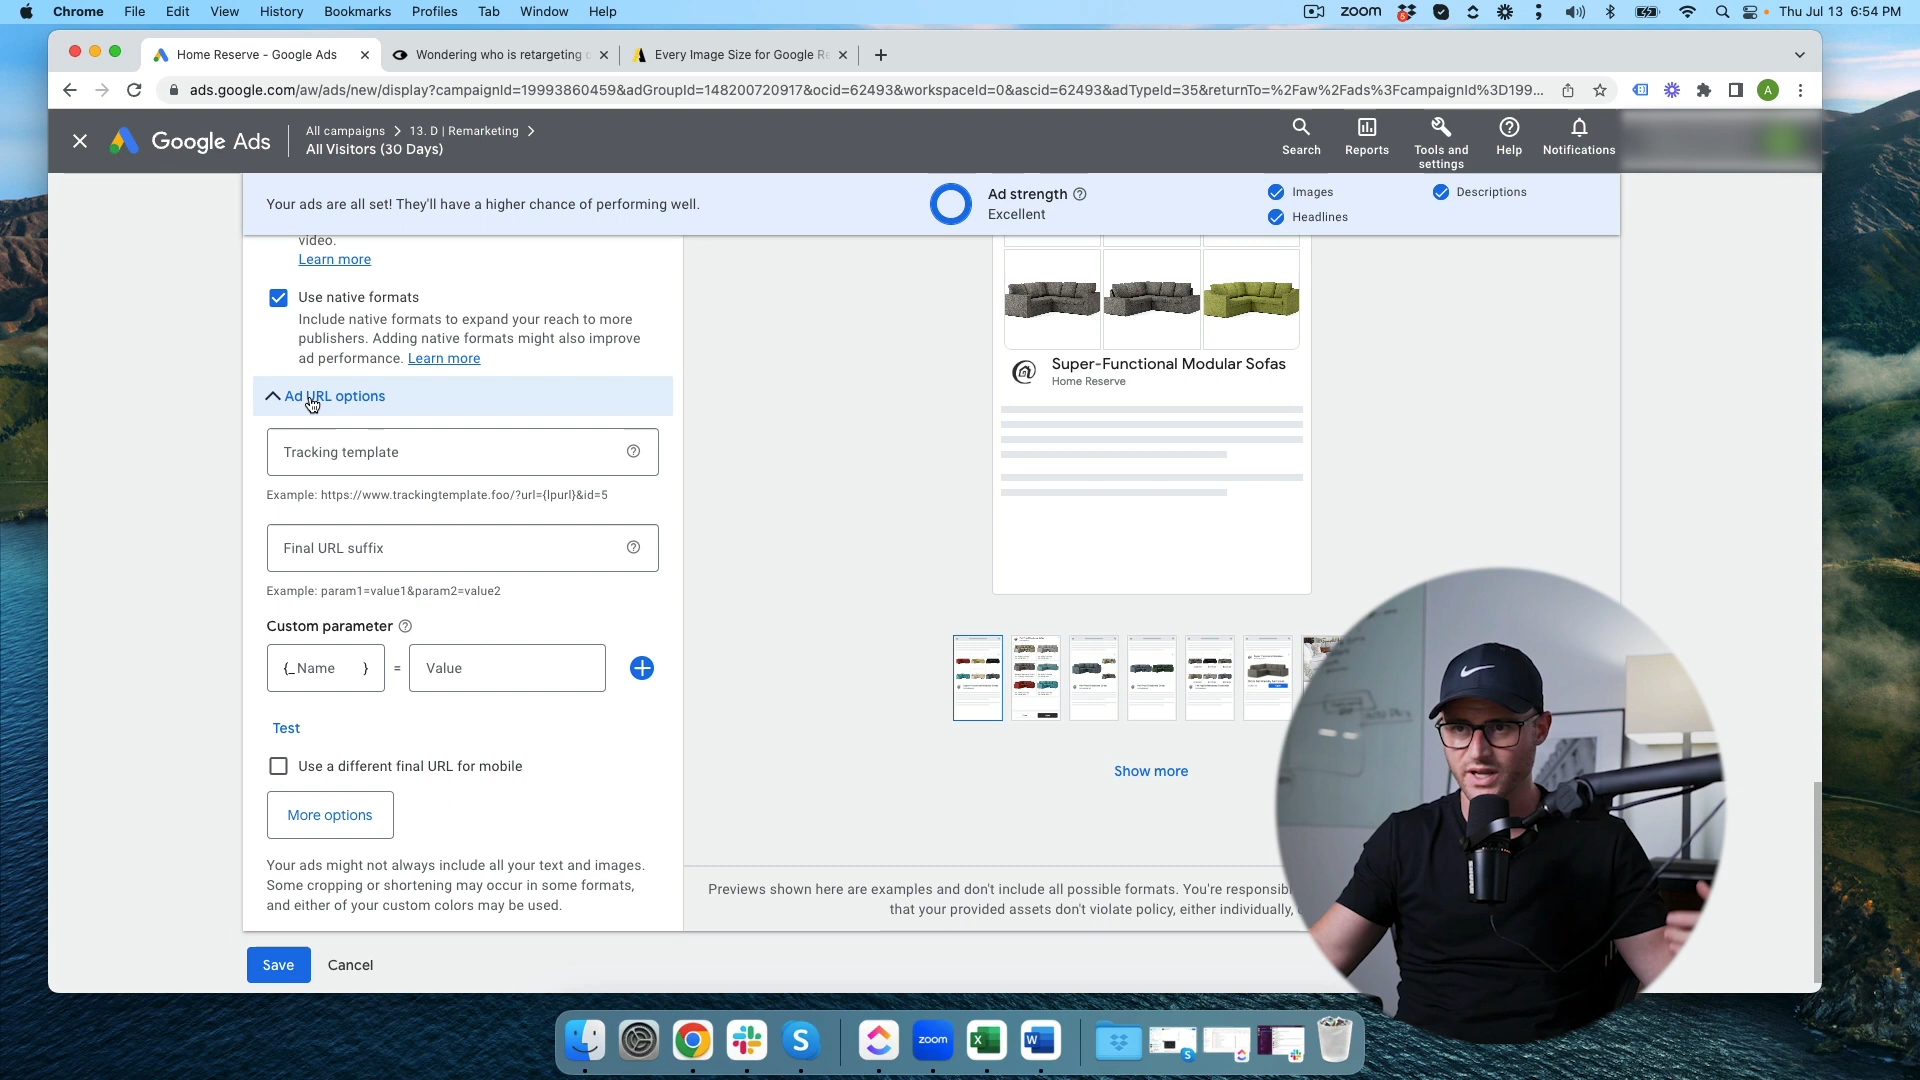 Chrome File Edit View History Bookmarks Profiles Tab Window Help
zoom 5 Thu Jul 13 6:54 PM
Home Reserve - Google Ads
Wondering who is retargeting
Every Image Size for Google Re
ads.google.com/aw/ads/new/display?campaignId=19993860459&adGroupId=148200720917&ocid=62493&workspaceId=0&ascid=62493&adTypeId=35&returnTo=%2Faw%2Fads%3FcampaignId%3D199...
A
Google Ads
All campaigns > 13. D | Remarketing >
All Visitors (30 Days)
Search
Reports
Tools and
settings
Help
Notifications
Your ads are all set! They'll have a higher chance of performing well.
Ad strength
Excellent
Images
Headlines
Descriptions
video.
Learn more
Use native formats
Include native formats to expand your reach to more
publishers. Adding native formats might also improve
ad performance. Learn more
Ad URL options
Tracking template
Example: https://www.trackingtemplate.foo/?url={lpurl}&id=5
Final URL suffix
Example: param1=value1&param2=value2
Custom parameter
{_ Name } = Value
Test
Use a different final URL for mobile
More options
Your ads might not always include all your text and images.
Some cropping or shortening may occur in some formats,
and either of your custom colors may be used.
Super-Functional Modular Sofas
Home Reserve
Show more
Previews shown here are examples and don't include all possible formats. You're
that your provided assets don't violate policy, either individually,
Save
Cancel
S
zoom
X
W